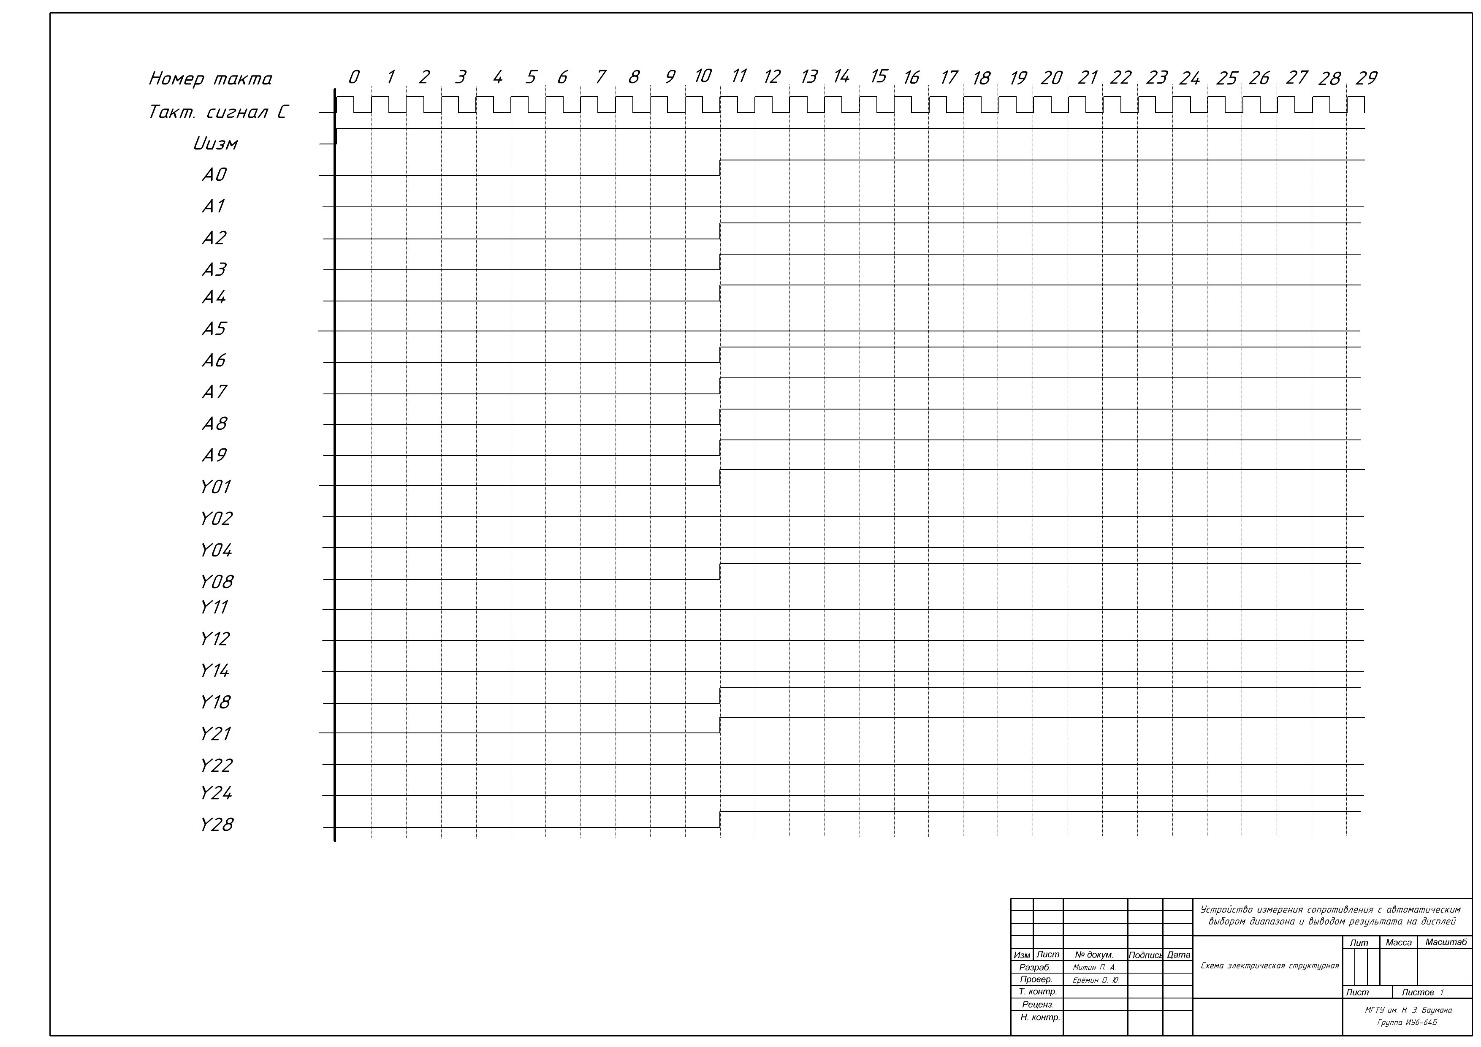 Номер такта 0 1 2 3 4 5 6 7 8 9 10 11 12 13 14 15 16 17 18 19 20 21 22 23 24 25 26 27 28 29
Такт. сигнал С
Uизм
A0
A1
A2
A3
A4
A5
A6
A7
A8
A9
Y01
Y02
Y04
Y08
Y11
Y12
Y14
Y18
Y21
Y22
Y24
Y28
Устройство измерения сопротивления с автоматическим
выбором диапазона и выводом результата на дисплей
Лит Масса Масштаб
Изм Лист № докум. Подпись Дата
Разраб. Митин П. А.
Схема электрическая структурная
Провер. Еремин О. Ю
Т. контр. Лист Листов 1
Реценз.
Н. контр.
МГТУ им. Н. Э. Баумана
Группа ИУ6-64Б